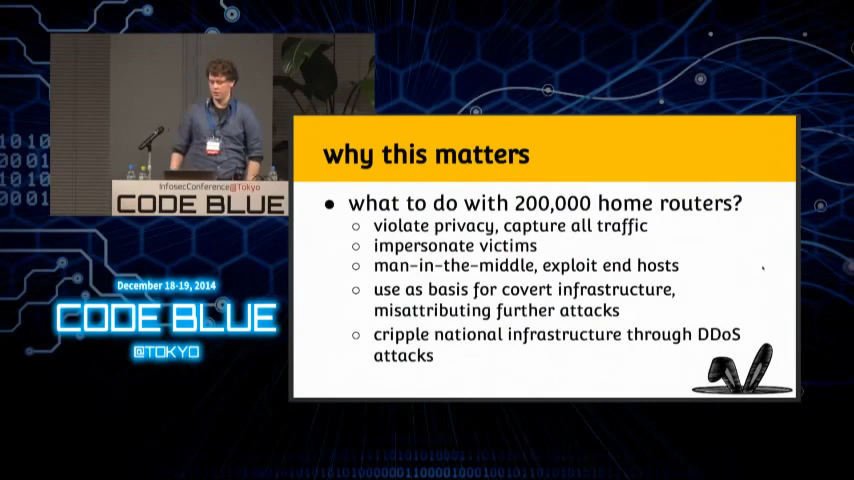 InfosecConference@Tokyo
CODE BLUE
December 18-19, 2014
CODE BLUE
@TOKYO
why this matters
● what to do with 200,000 home routers?
○ violate privacy, capture all traffic
○ impersonate victims
○ man-in-the-middle, exploit end hosts
○ use as basis for covert infrastructure,
misattributing further attacks
○ cripple national infrastructure through DDoS
attacks